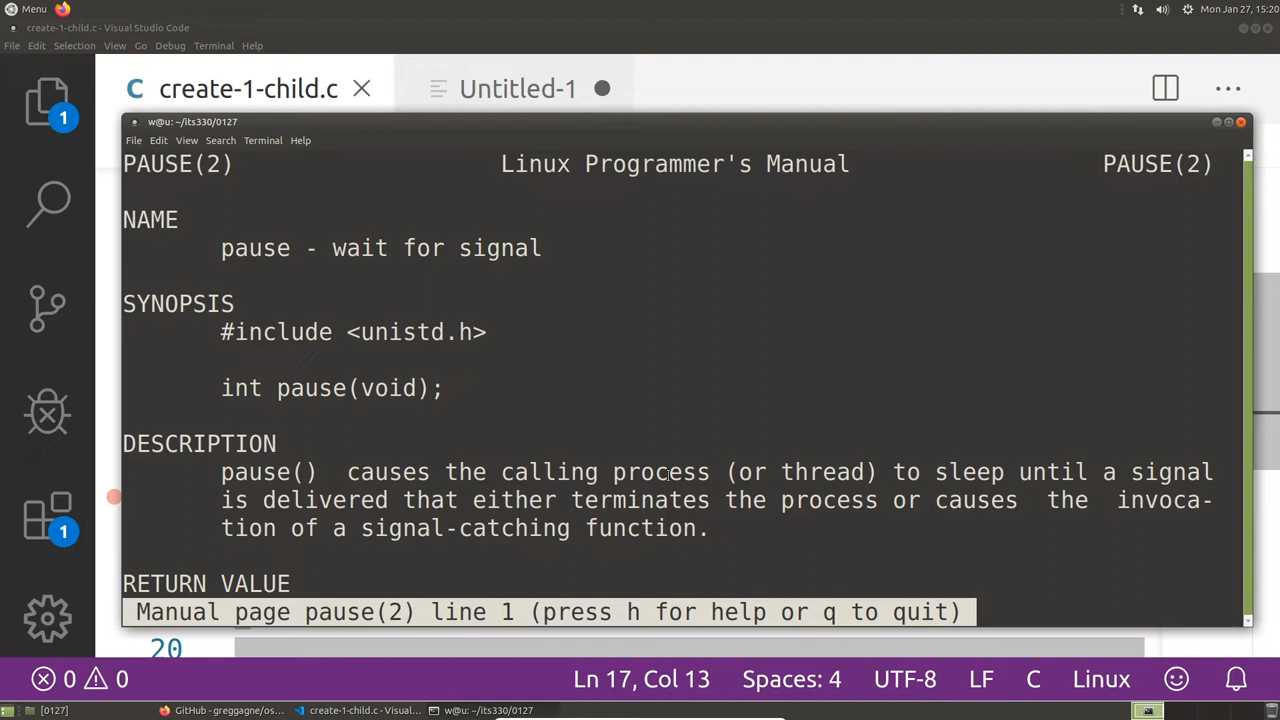 Menu
Mon Jan 27, 15:20
create-1-child.c - Visual Studio Code
File Edit Selection View Go Debug Terminal Help
C create-1-child.c Untitled-1
1
w@u: ~/its330/0127
File Edit View Search Terminal Help
PAUSE(2) Linux Programmer's Manual PAUSE(2)
NAME
pause - wait for signal
SYNOPSIS
#include <unistd.h>
int pause(void);
DESCRIPTION
pause() causes the calling process (or thread) to sleep until a signal
is delivered that either terminates the process or causes the invoca-
tion of a signal-catching function.
RETURN VALUE
Manual page pause(2) line 1 (press h for help or q to quit)
1
20
0 0 Ln 17, Col 13 Spaces: 4 UTF-8 LF C Linux
[0127] GitHub - greggagne/os... create-1-child.c - Visual... w@u: ~/its330/0127